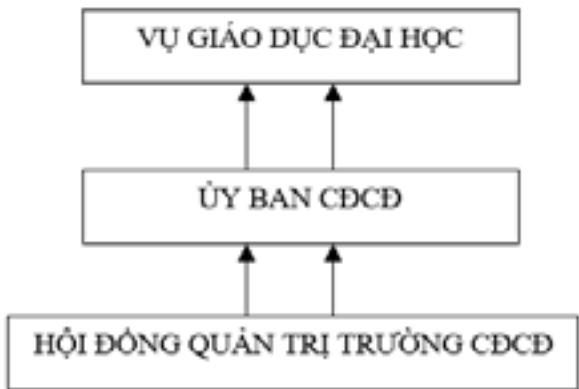 VỤ GIÁO DỤC ĐẠI HỌC
ỦY BAN CĐCĐ
HỘI ĐỒNG QUẢN TRỊ TRƯỜNG CĐCĐ